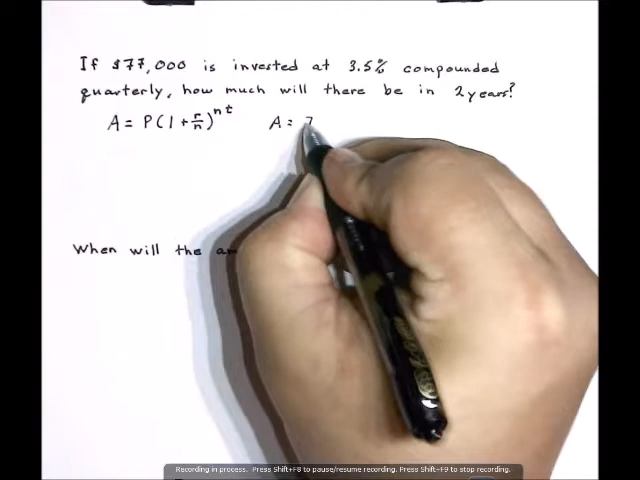 If $77,000 is invested at 3.5% compounded
quarterly, how much will there be in 2 years?
A = P(1 + r/n)^nt A = 7
When will the
Recording in process. Press Shift+F8 to pause/resume recording. Press Shift+F9 to stop recording.